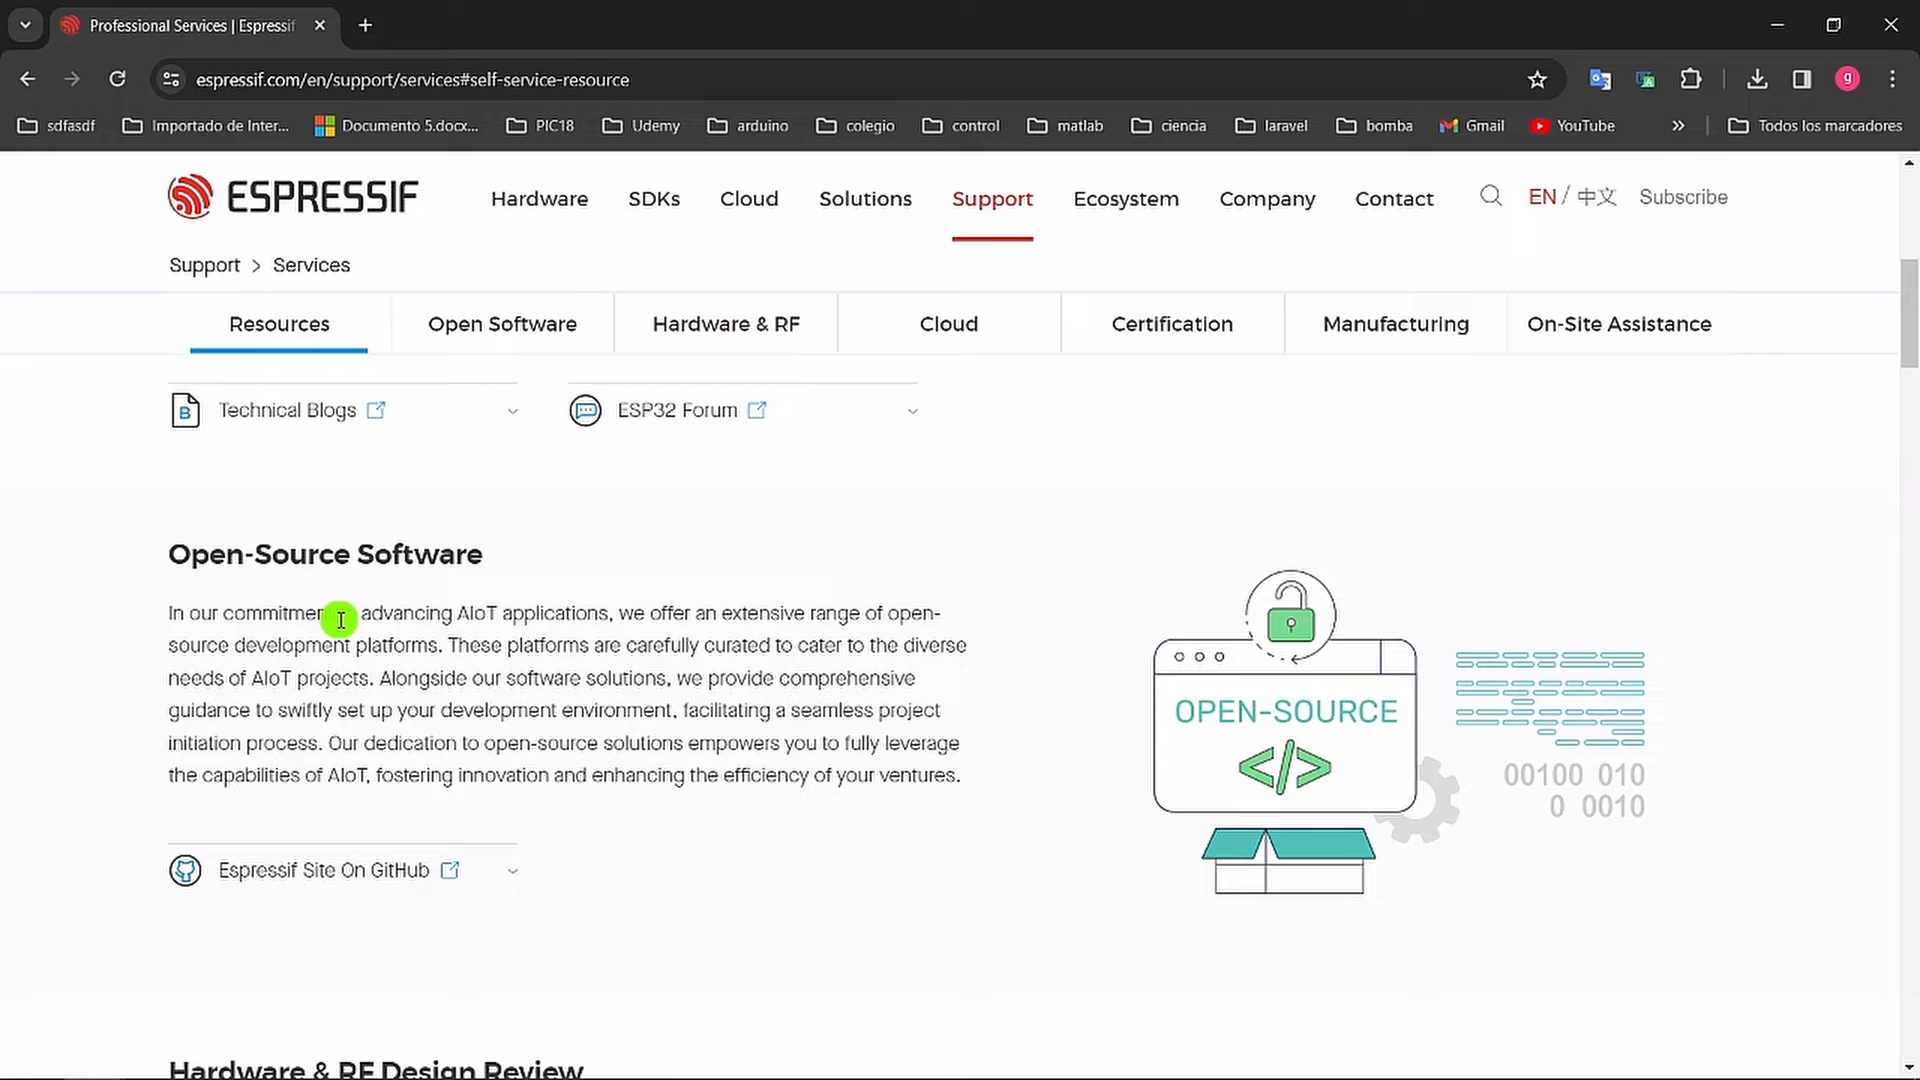 Professional Services | Espressif
espressif.com/en/support/services#self-service-resource
g
sdfasdf Importado de Inter... Documento 5.docx... PIC18 Udemy arduino colegio control matlab ciencia laravel bomba Gmail YouTube » Todos los marcadores
ESPRESSIF Hardware SDKs Cloud Solutions Support Ecosystem Company Contact EN / 中文 Subscribe
Support > Services
Resources Open Software Hardware & RF Cloud Certification Manufacturing On-Site Assistance
B Technical Blogs ESP32 Forum
Open-Source Software
In our commitmen advancing AIoT applications, we offer an extensive range of open-
source development platforms. These platforms are carefully curated to cater to the diverse
needs of AIoT projects. Alongside our software solutions, we provide comprehensive
guidance to swiftly set up your development environment, facilitating a seamless project
initiation process. Our dedication to open-source solutions empowers you to fully leverage
the capabilities of AIoT, fostering innovation and enhancing the efficiency of your ventures.
OPEN-SOURCE
</>
00100 010
0 0010
Espressif Site On GitHub
Hardware & RF Design Review